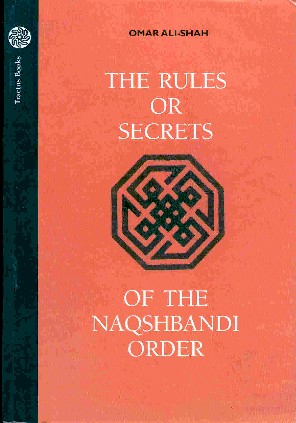 Tractus Books
OMAR ALI-SHAH
THE RULES
OR
SECRETS
OF THE
NAQSHBANDI
ORDER